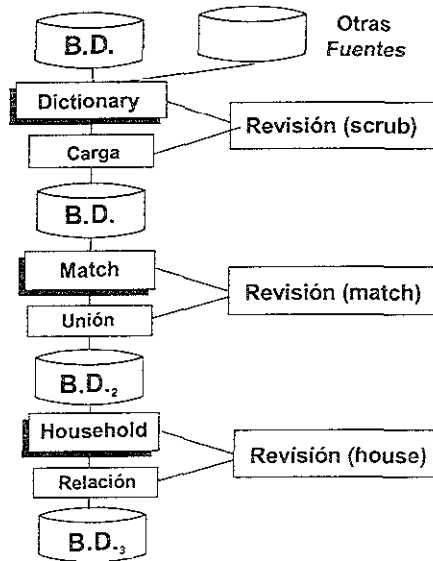 B.D.
Otras
Fuentes
Dictionary
Revisión (scrub)
Carga
B.D.
Match
Revisión (match)
Unión
B.D.₂
Household
Revisión (house)
Relación
B.D.₃